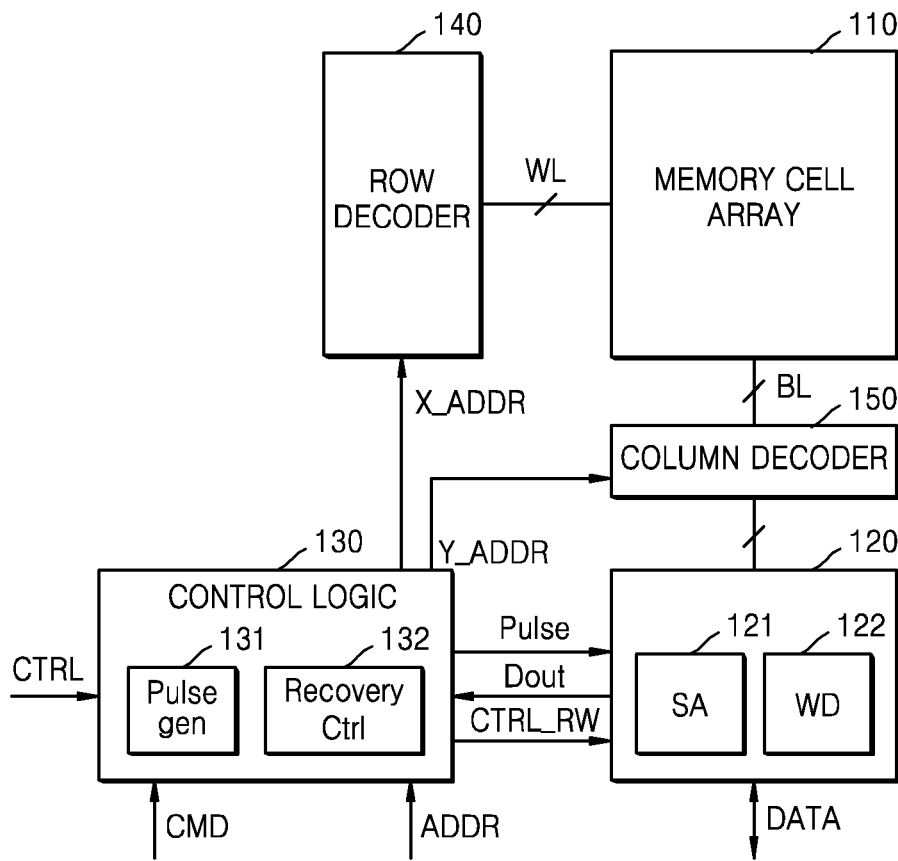 140
110
ROW
DECODER
WL
MEMORY CELL
ARRAY
X_ADDR
BL
150
COLUMN DECODER
Y_ADDR
130
120
CONTROL LOGIC
131
132
Pulse
gen
Recovery
Ctrl
CTRL
Pulse
Dout
CTRL_RW
121
122
SA
WD
CMD
ADDR
DATA